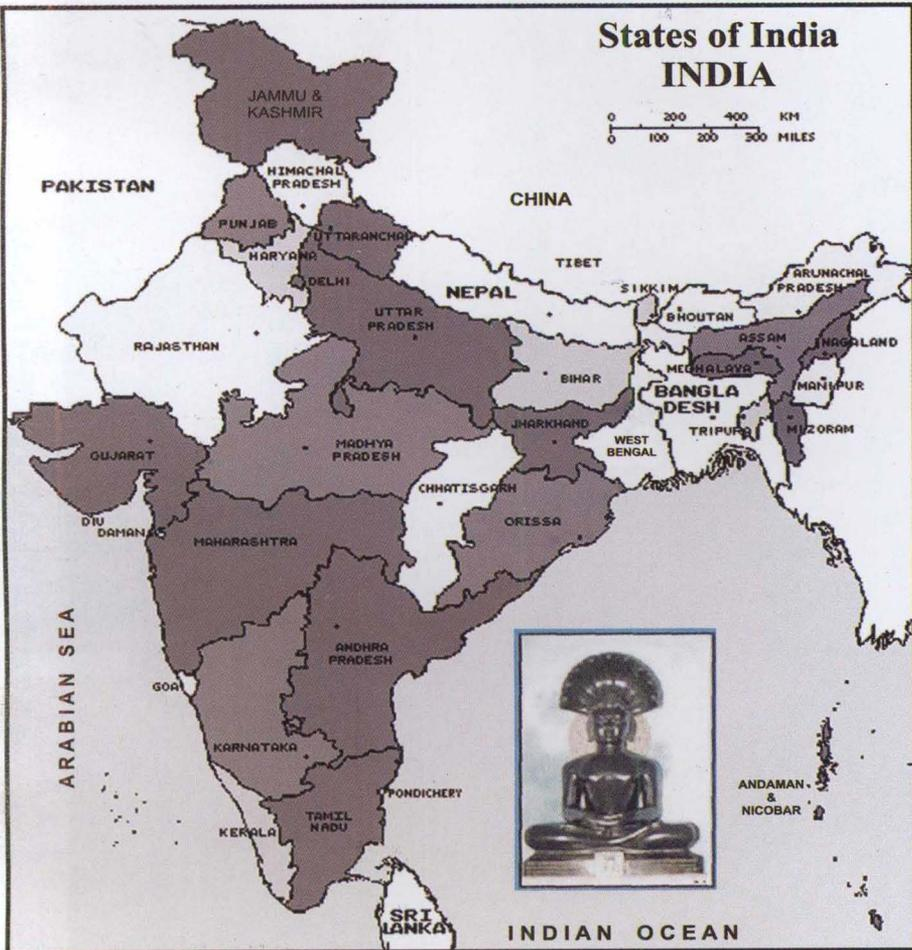 States of India
INDIA
0 200 400 KM
0 100 200 300 MILES
JAMMU &
KASHMIR
HIMACHAL
PRADESH
PAKISTAN
CHINA
PUNJAB
UTTARANCHAL
HARYANA
TIBET
DELHI
NEPAL
SIKKIM
ARUNACHAL
PRADESH
BHOUTAN
UTTAR
PRADESH
RAJASTHAN
ASSAM
NAGALAND
BIHAR
MEGHALAYA
MANIPUR
BANGLA
DESH
JHARKHAND
TRIPURA
MIZORAM
WEST
BENGAL
GUJARAT
MADHYA
PRADESH
CHHATISGARH
DIU
DAMAN
ORISSA
MAHARASHTRA
ARABIAN SEA
ANDHRA
PRADESH
GOA
KARNATAKA
PONDICHERY
ANDAMAN
&
NICOBAR
TAMIL
NADU
KERALA
SRI
LANKA
INDIAN OCEAN